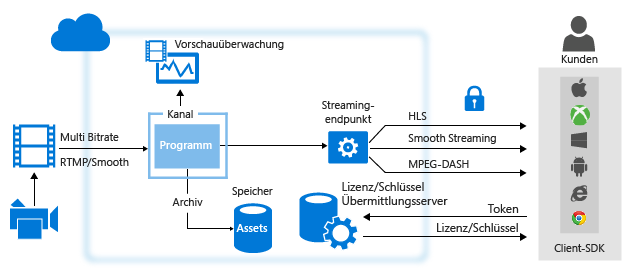 Vorschauüberwachung
Kunden
Kanal
Streaming-
endpunkt
HLS
Multi Bitrate
Programm
Smooth Streaming
RTMP/Smooth
MPEG-DASH
Archiv
Speicher
Lizenz/Schlüssel
Übermittlungsserver
Token
Assets
Lizenz/Schlüssel
Client-SDK